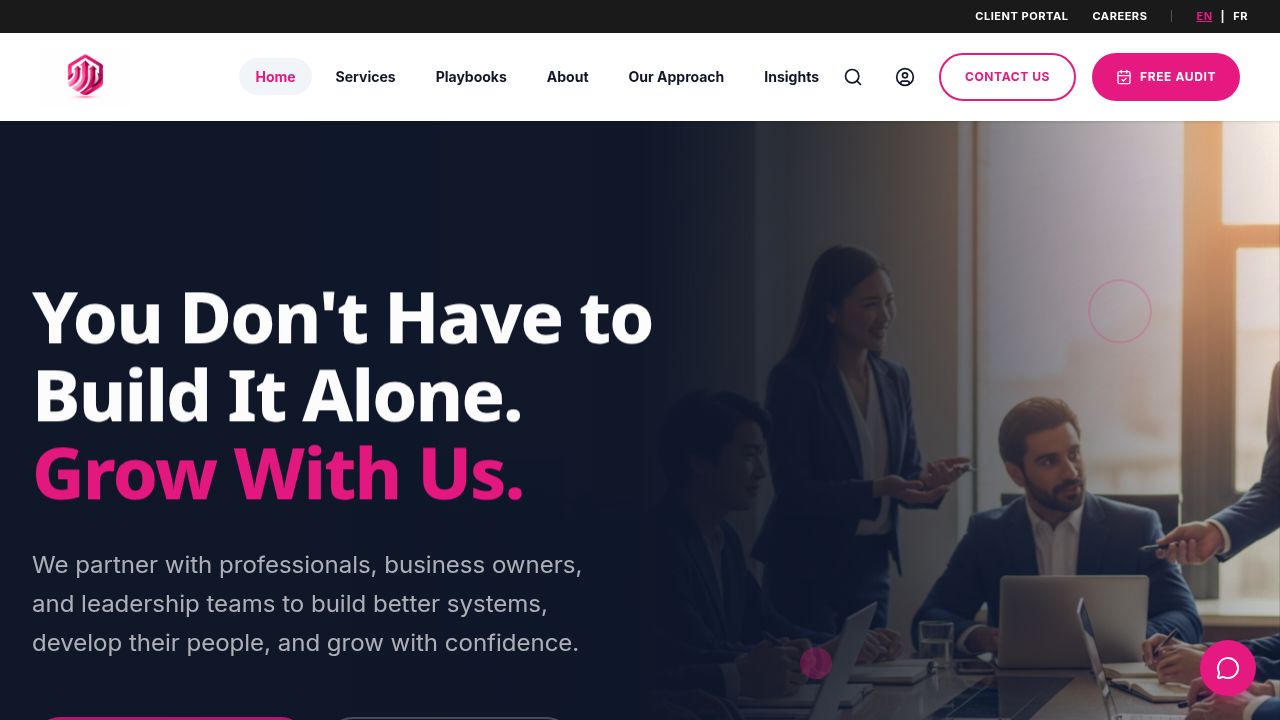 CLIENT PORTAL
CAREERS
EN | FR
Home
Services
Playbooks
About
Our Approach
Insights
CONTACT US
FREE AUDIT
You Don't Have to
Build It Alone.
Grow With Us.
We partner with professionals, business owners,
and leadership teams to build better systems,
develop their people, and grow with confidence.